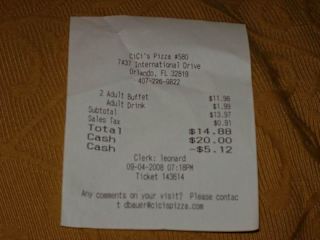 CiCi's Pizza #580
7437 International Drive
Orlando, FL 32819
407-226-9822
2 Adult Buffet $11.98
Adult Drink $1.99
Subtotal $13.97
Sales Tax $0.91
Total $14.88
Cash $20.00
Cash -$5.12
Clerk: leonard
09-04-2008 07:18PM
Ticket 143614
Any comments on your visit? Please contac
t dbauer@cicispizza.com